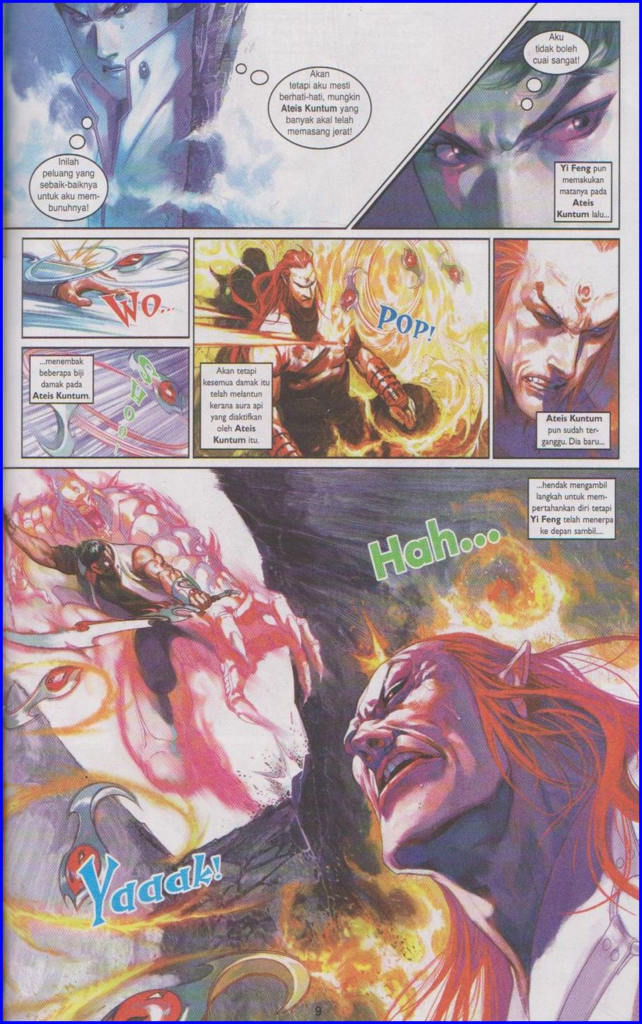 Inilah
peluang yang
sebaik-baiknya
untuk aku mem-
bunuhnya!
Akan
tetapi aku mesti
berhati-hati, mungkin
Ateis Kuntum yang
banyak akal telah
memasang jerat!
Aku
tidak boleh
cuai sangat!
Yi Feng pun
memakukan
matanya pada
Ateis
Kuntum lalu...
WO...
...menembak
beberapa biji
damak pada
Ateis Kuntum.
SHOO...
POP!
Akan tetapi
kesemua damak itu
telah melantun
kerana aura api
yang diaktifkan
oleh Ateis
Kuntum itu.
Ateis Kuntum
pun sudah ter-
ganggu. Dia baru...
...hendak mengambil
langkah untuk mem-
pertahankan diri tetapi
Yi Feng telah menerpa
ke depan sambil....
Hah...
Yaaak!
9